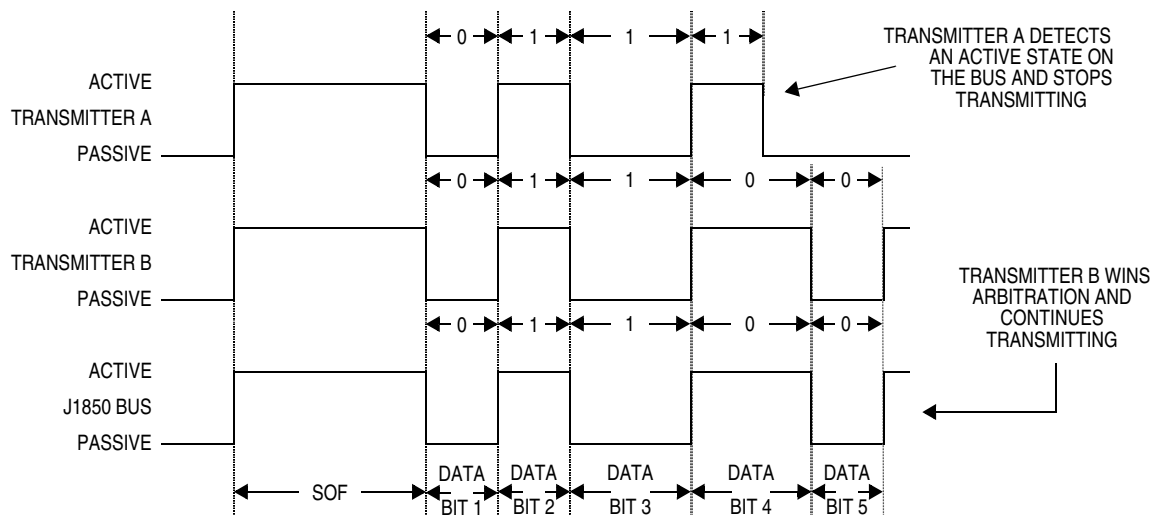 0 1 1 1
TRANSMITTER A DETECTS
AN ACTIVE STATE ON
THE BUS AND STOPS
TRANSMITTING
ACTIVE
TRANSMITTER A
PASSIVE
0 1 1 0 0
ACTIVE
TRANSMITTER B
PASSIVE
TRANSMITTER B WINS
ARBITRATION AND
CONTINUES
TRANSMITTING
0 1 1 0 0
ACTIVE
J1850 BUS
PASSIVE
SOF
DATA
BIT 1
DATA
BIT 2
DATA
BIT 3
DATA
BIT 4
DATA
BIT 5